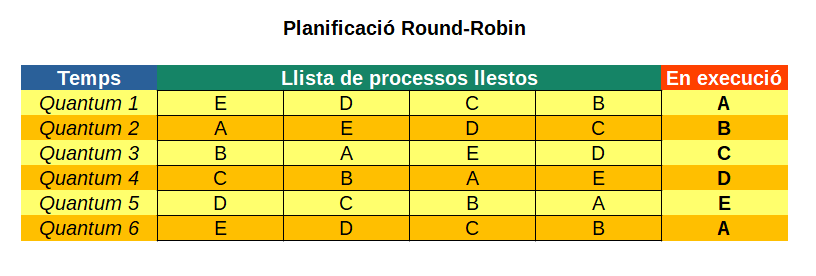 Planificació Round-Robin
Temps Llista de processos llestos En execució
Quantum 1 E D C B A
Quantum 2 A E D C B
Quantum 3 B A E D C
Quantum 4 C B A E D
Quantum 5 D C B A E
Quantum 6 E D C B A